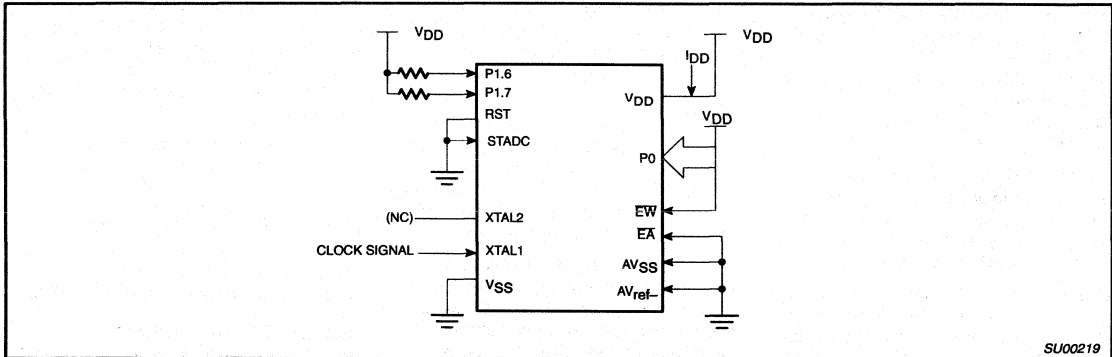 VDD
P1.6
P1.7
RST
STADC
(NC)
XTAL2
CLOCK SIGNAL
XTAL1
VSS
VDD
IDD
VDD
VDD
P0
EW
EA
AVSS
AVref–
SU00219